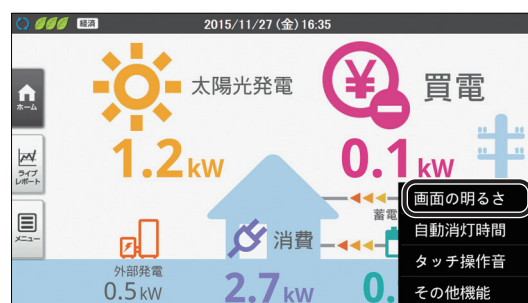 経済 2015/11/27 (金) 16:35
ホーム
太陽光発電
買電
1.2kW
0.1kW
ライブ
レポート
画面の明るさ
蓄電
自動消灯時間
メニュー
消費
タッチ操作音
外部発電
0.5kW
2.7kW
0.
その他機能